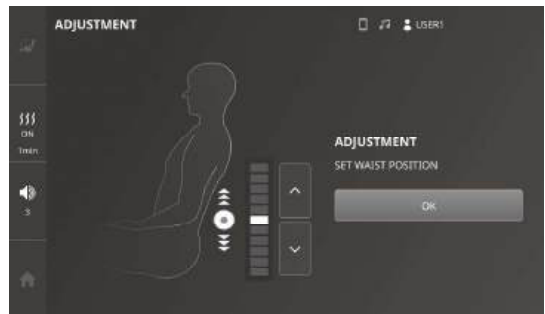 ADJUSTMENT
USER1
ON
1min
3
ADJUSTMENT
SET WAIST POSITION
OK